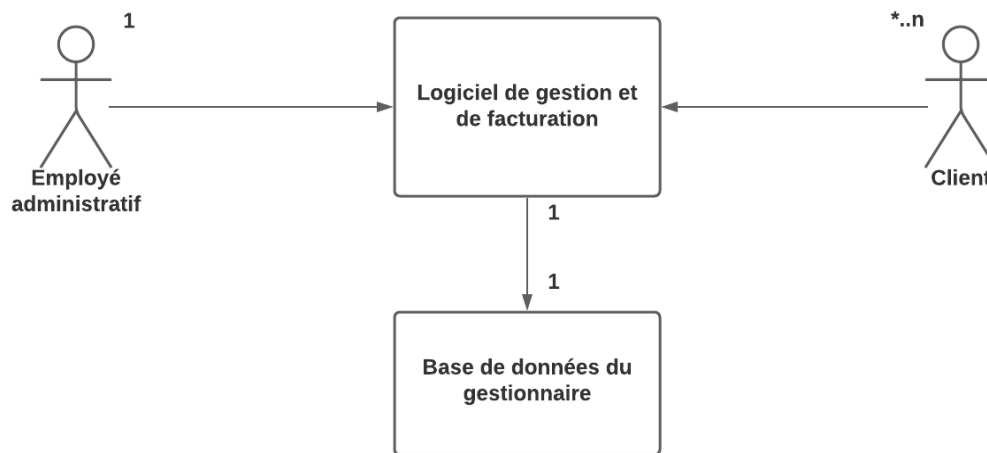 1
*..n
Logiciel de gestion et
de facturation
Employé
administratif
Client
1
1
Base de données du
gestionnaire